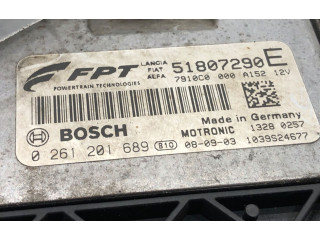 FPT
POWERTRAIN TECHNOLOGIES
LANCIA
FIAT
ALFA
51807290E
7910C0 000 A152 12V
Made in Germany
BOSCH
MOTRONIC
1328 0257
0 261 201 689 810 08-09-03 1039S24677